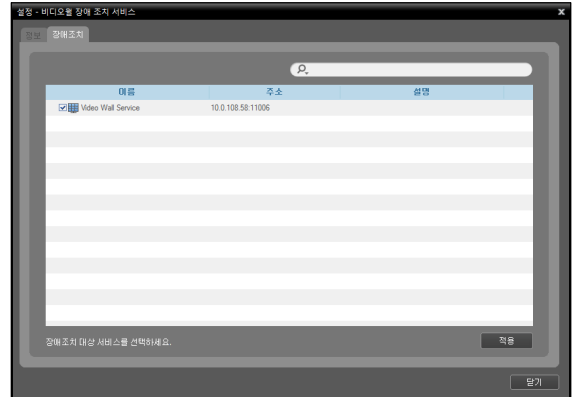 설정 - 비디오월 장애 조치 서비스
정보 장애조치
이름 주소 설명
Video Wall Service 10.0.108.58:11006
장애조치 대상 서비스를 선택하세요.
적용
닫기